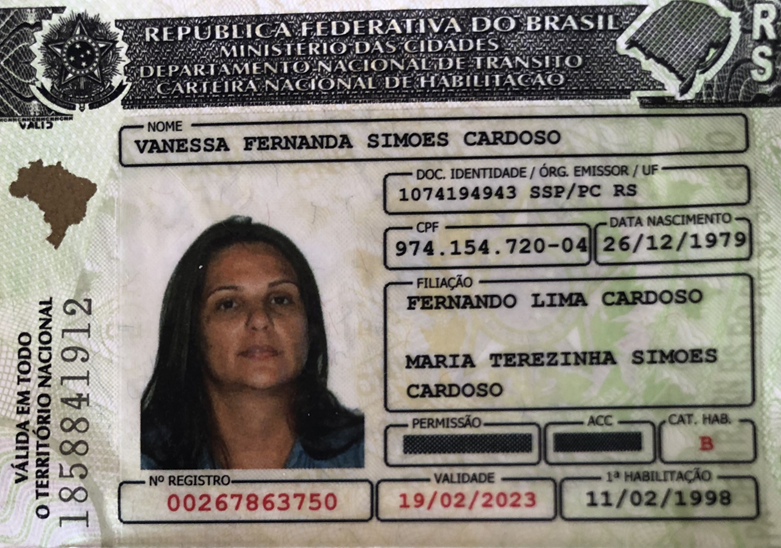 REPÚBLICA FEDERATIVA DO BRASIL
MINISTÉRIO DAS CIDADES
DEPARTAMENTO NACIONAL DE TRÂNSITO
CARTEIRA NACIONAL DE HABILITAÇÃO
RS
NOME
VANESSA FERNANDA SIMOES CARDOSO
DOC. IDENTIDADE / ÓRG. EMISSOR / UF
1074194943 SSP/PC RS
CPF
974.154.720-04
DATA NASCIMENTO
26/12/1979
FILIAÇÃO
FERNANDO LIMA CARDOSO
MARIA TEREZINHA SIMOES
CARDOSO
PERMISSÃO
ACC
CAT. HAB.
B
Nº REGISTRO
00267863750
VALIDADE
19/02/2023
1ª HABILITAÇÃO
11/02/1998
VÁLIDA EM TODO
O TERRITÓRIO NACIONAL
1858841912